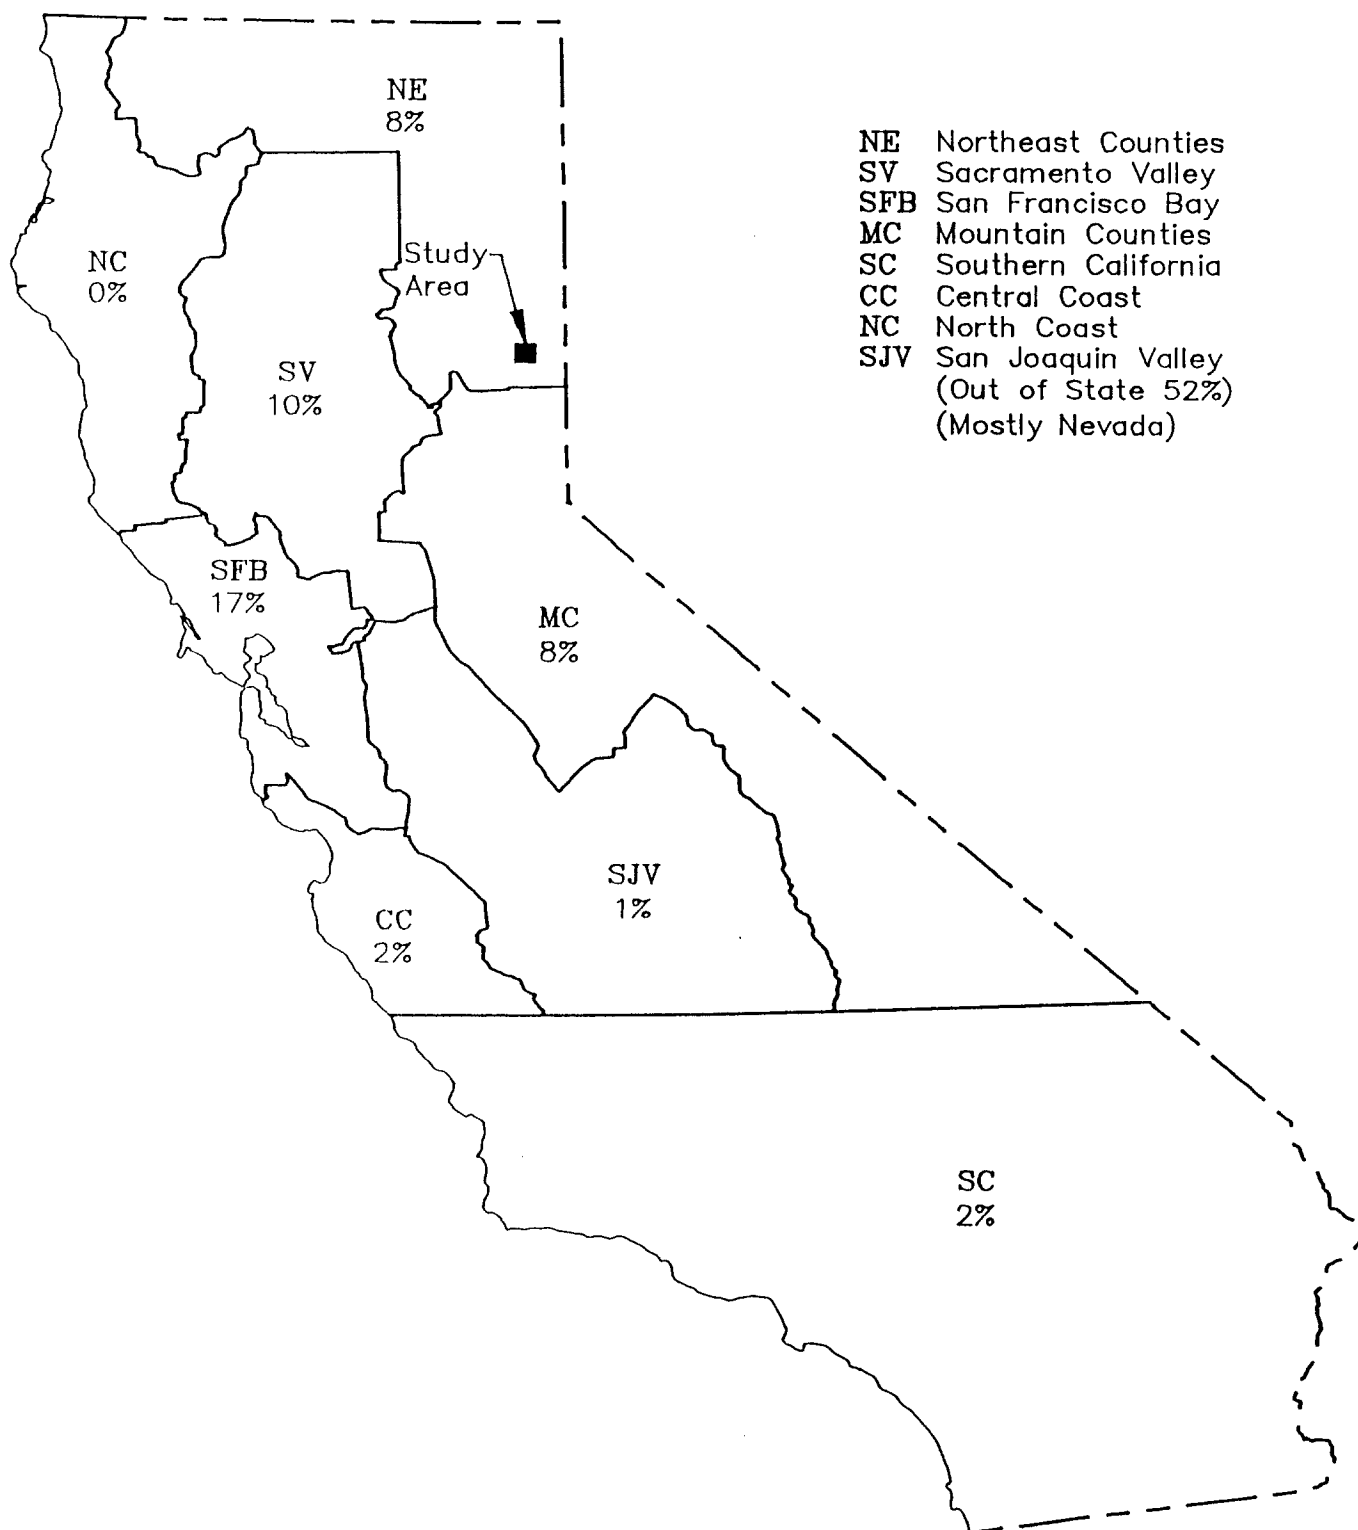 NE
8%
NE Northeast Counties
SV Sacramento Valley
SFB San Francisco Bay
MC Mountain Counties
SC Southern California
CC Central Coast
NC North Coast
SJV San Joaquin Valley
(Out of State 52%)
(Mostly Nevada)
Study
Area
NC
0%
SV
10%
SFB
17%
MC
8%
SJV
1%
CC
2%
SC
2%